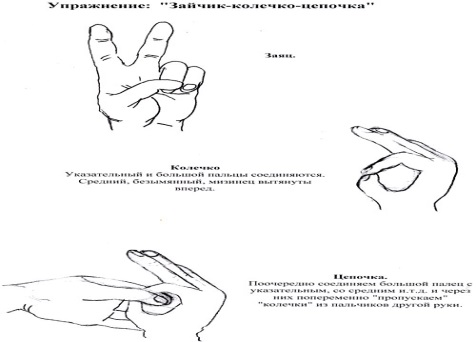 Упражнение: "Зайчик-колечко-цепочка"
Заяц.
Колечко
Указательный и большой пальцы соединяются.
Средний, безымянный, мизинец вытянуты
вперед.
Цепочка.
Поочередно соединяем большой палец с
указательным, со средним и.т.д. и через
них попеременно "пропускаем"
"колечки" из пальчиков другой руки.